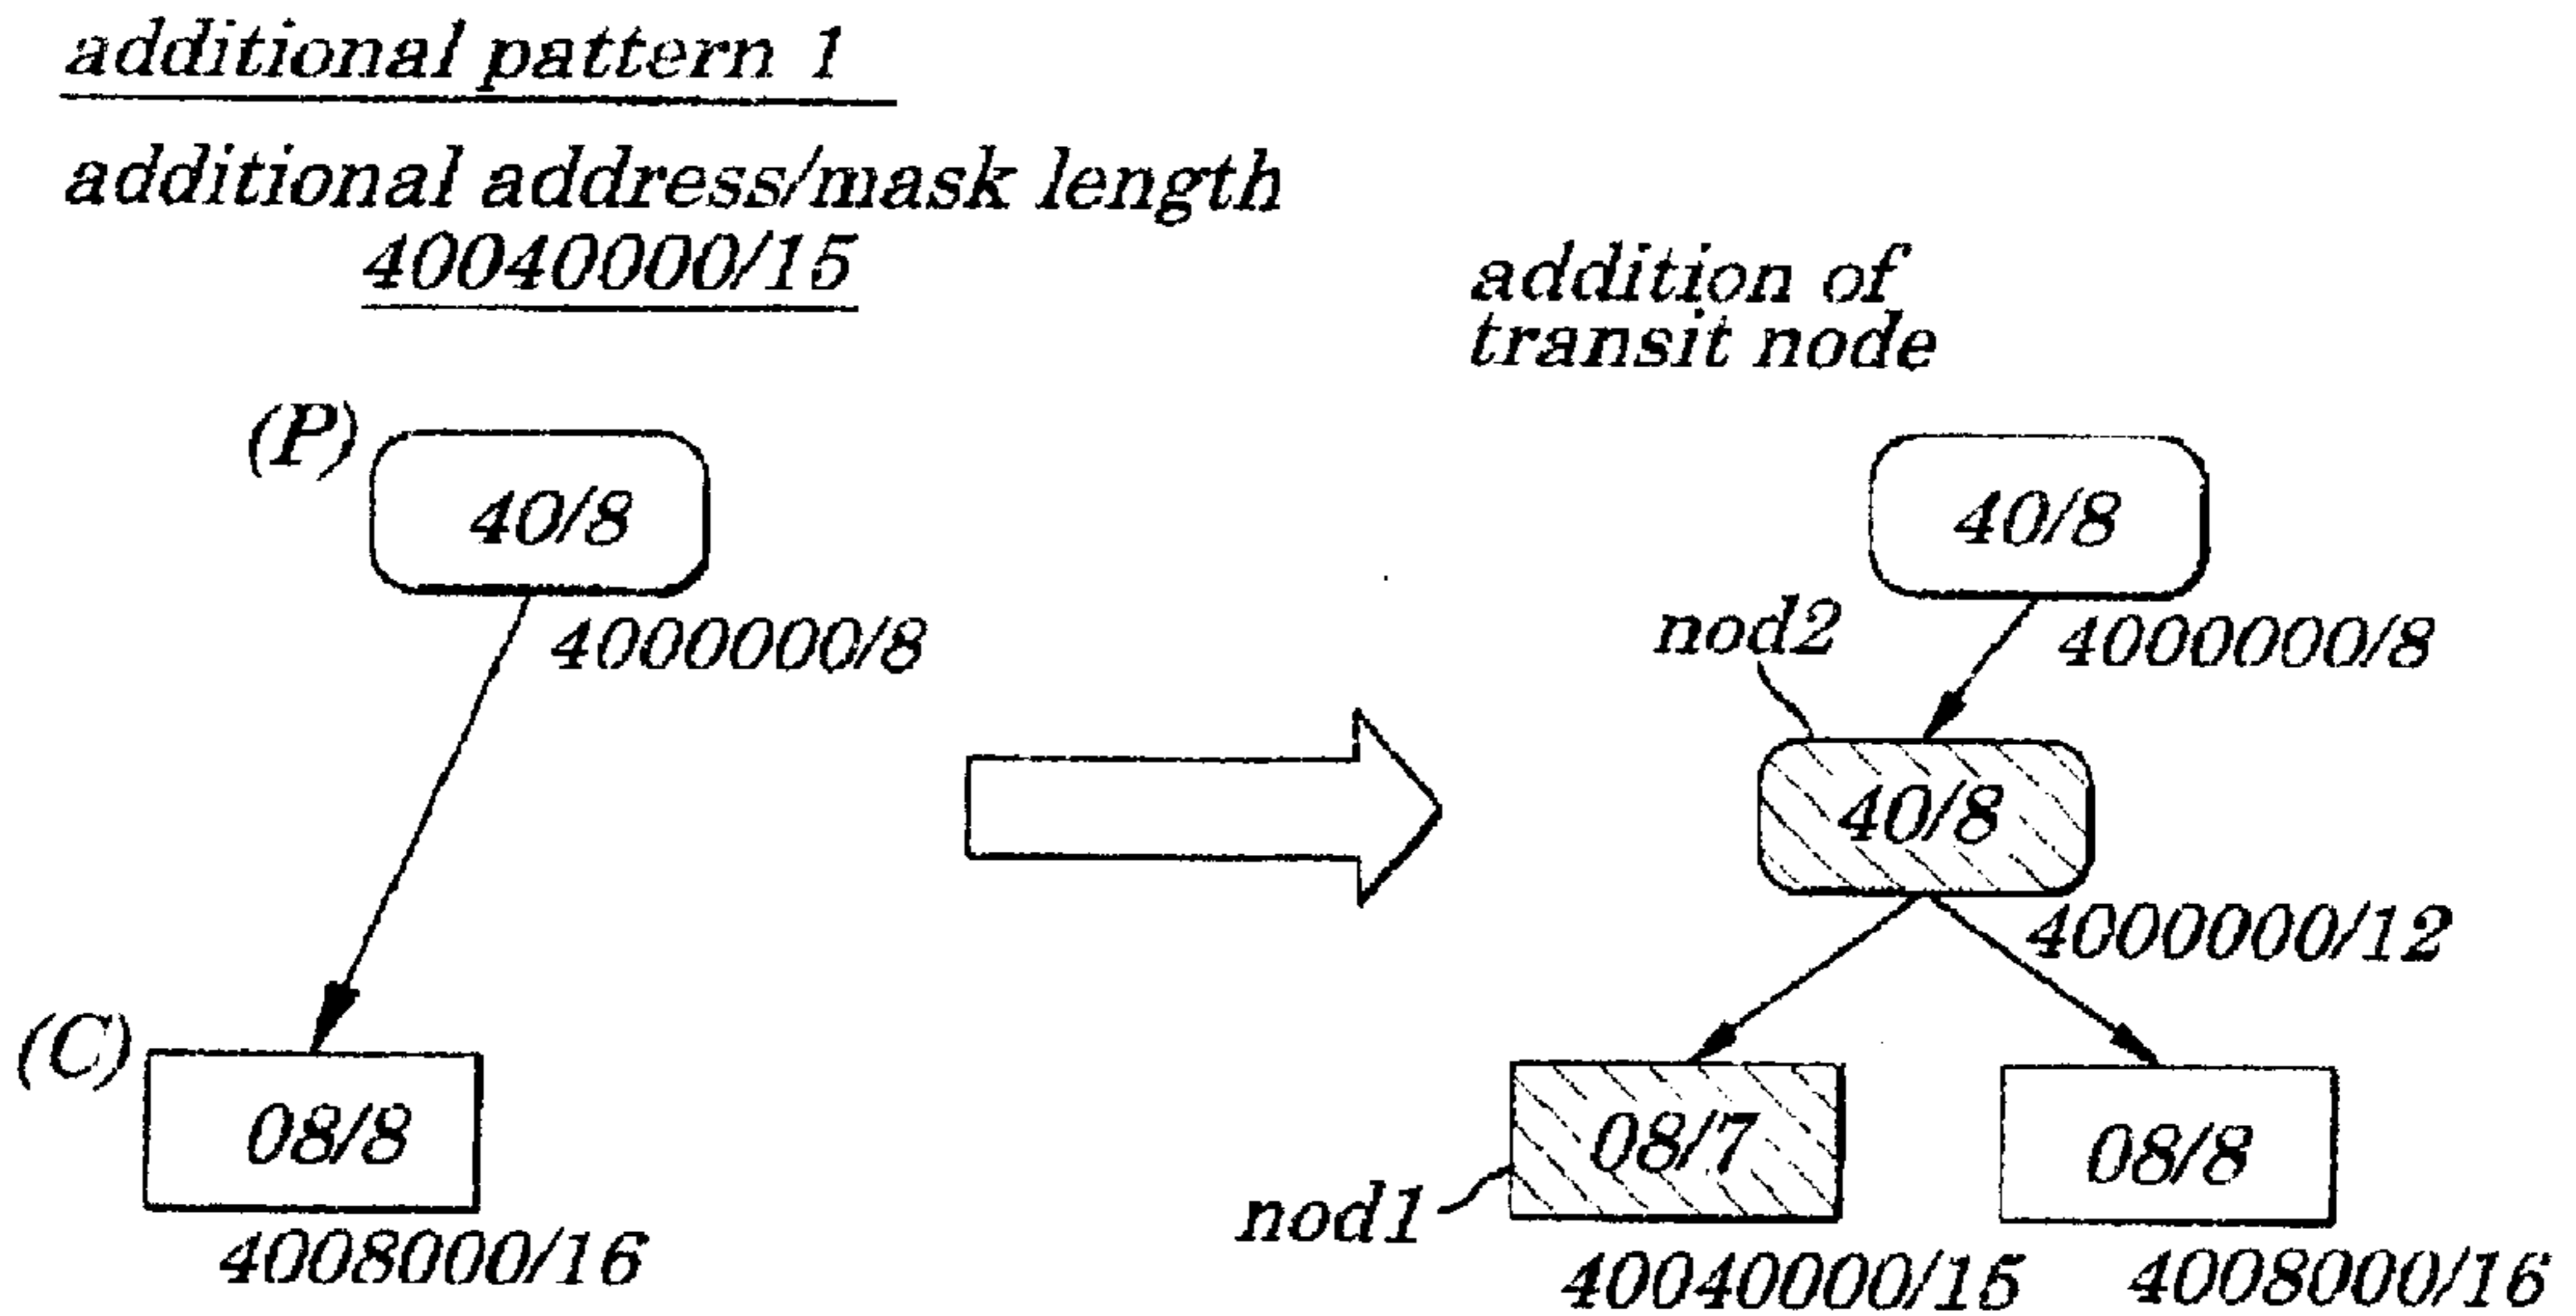 additional pattern 1
additional address/mask length
40040000/15
(P)
40/8
4000000/8
(C)
08/8
4008000/16
addition of
transit node
40/8
4000000/8
nod2
40/8
4000000/12
08/7
nod1
40040000/15
08/8
4008000/16